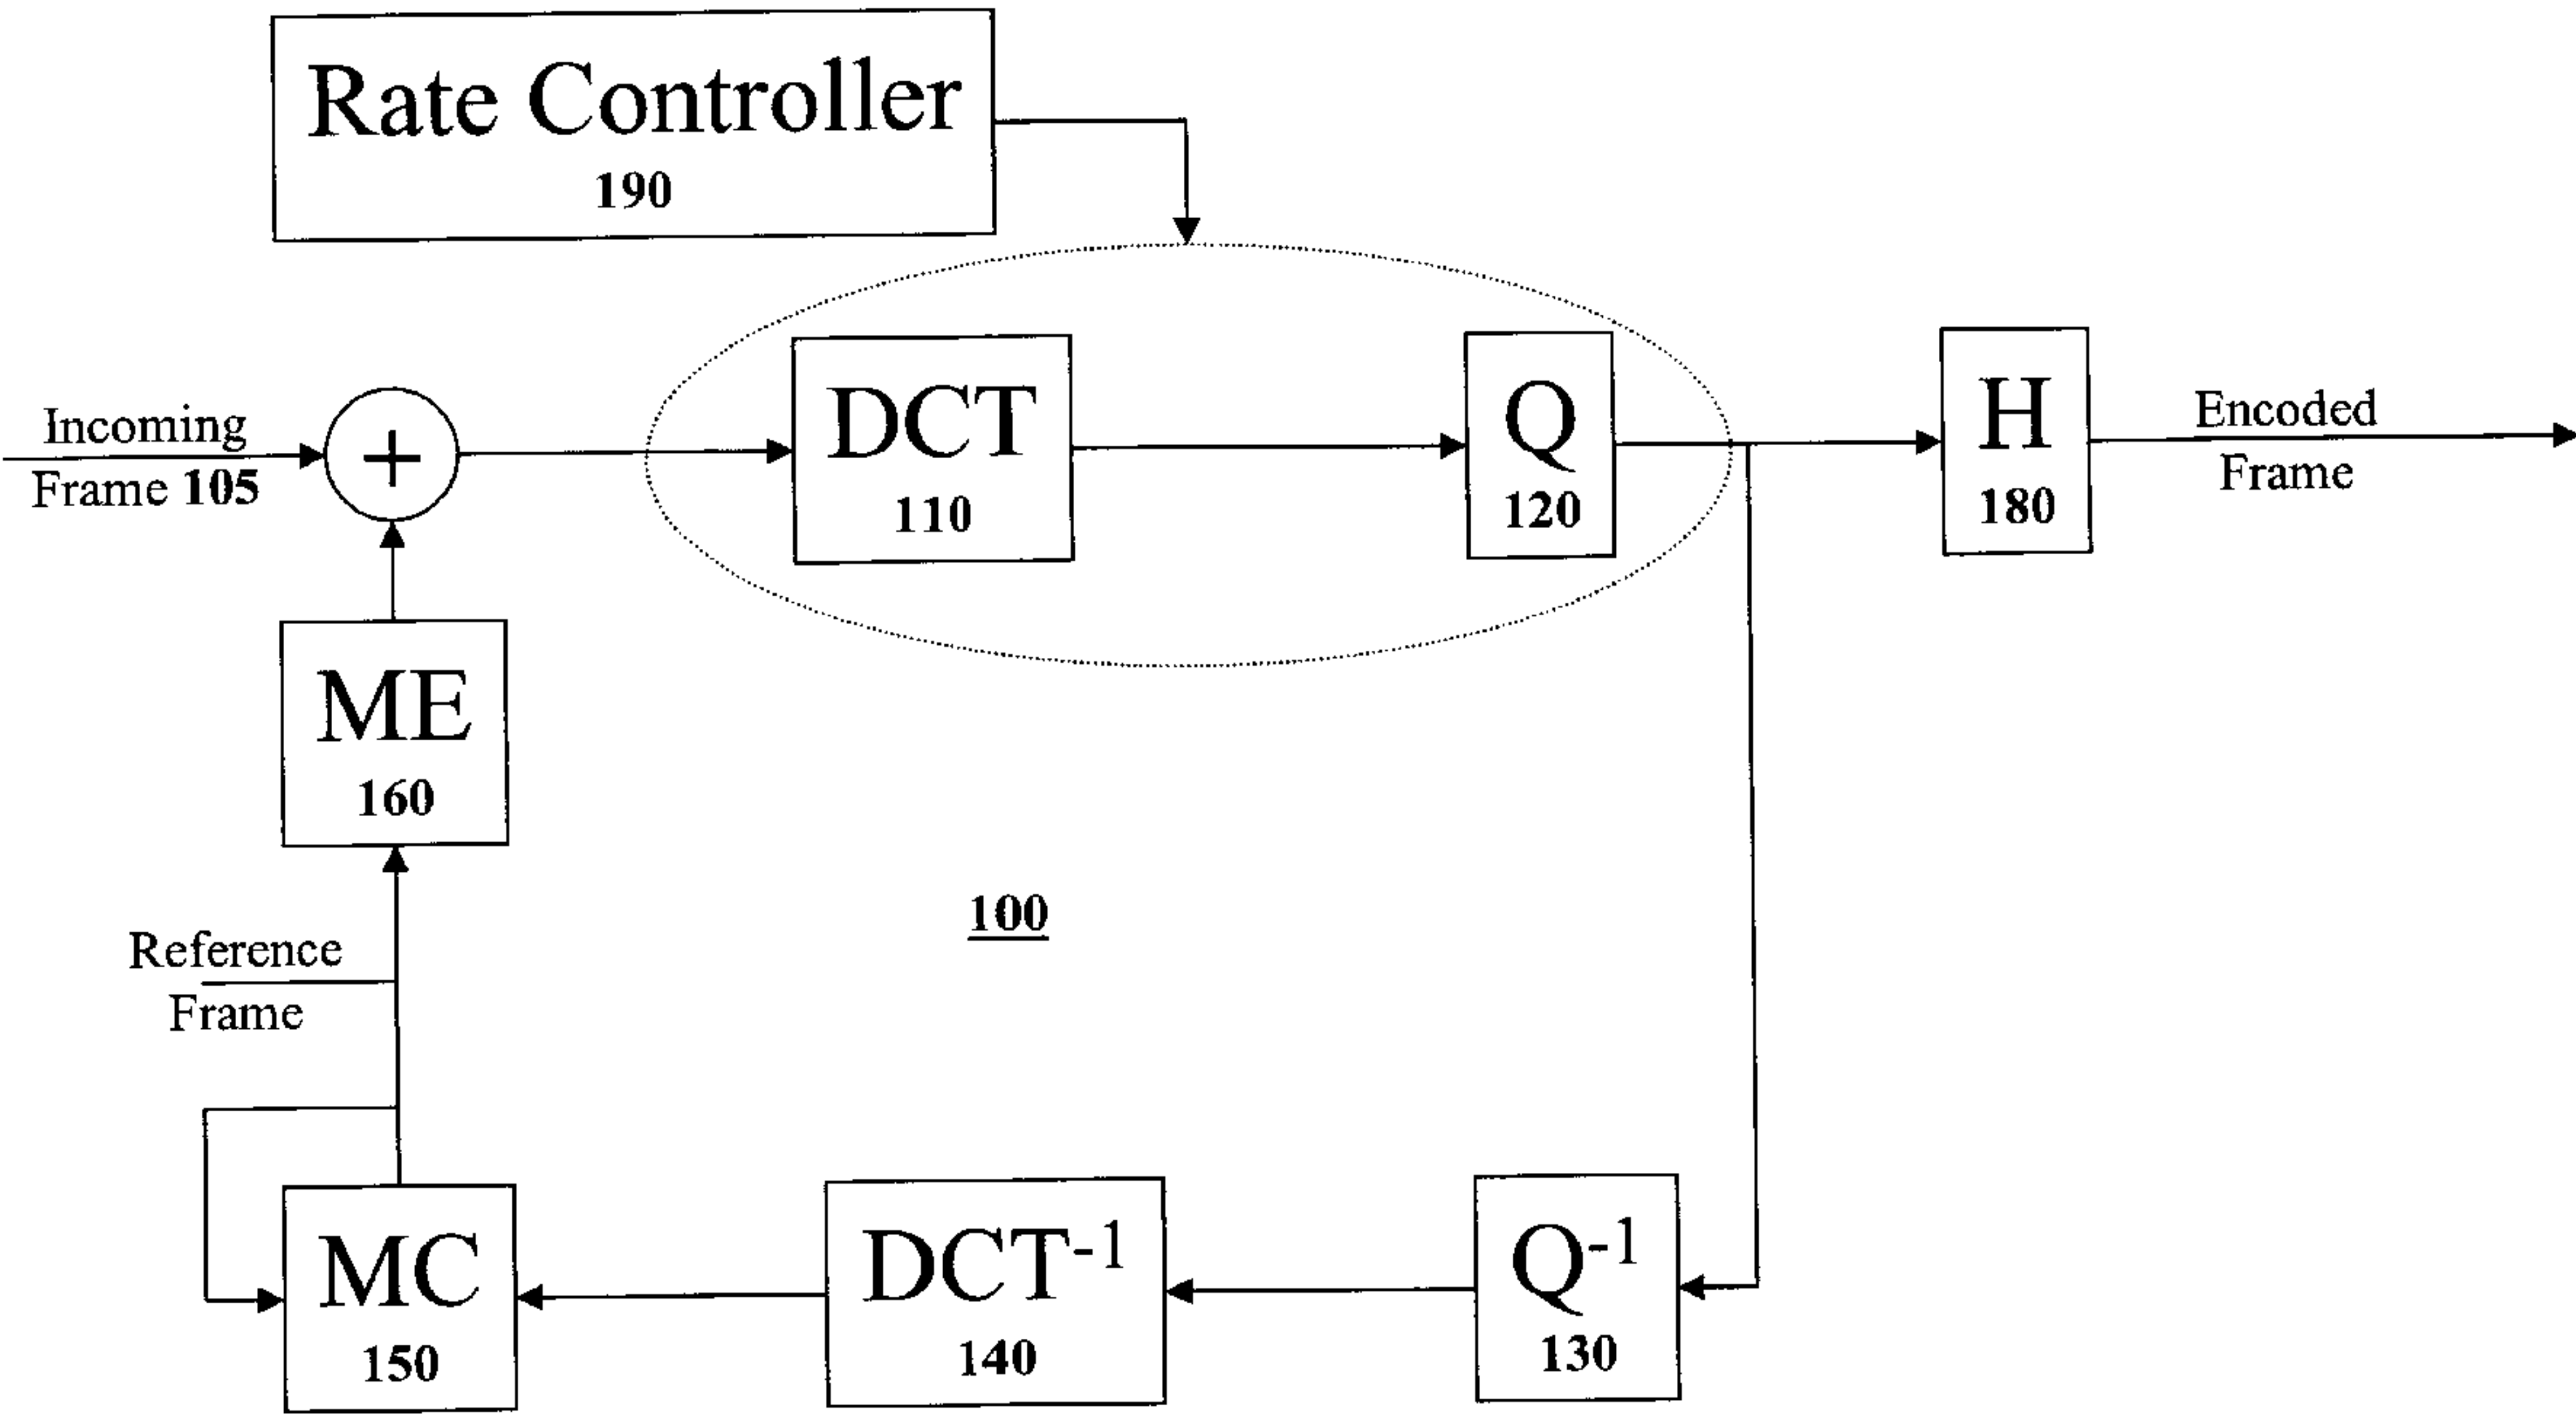 Rate Controller
190
Incoming
Frame 105
+
DCT
110
Q
120
H
180
Encoded
Frame
ME
160
100
Reference
Frame
MC
150
DCT-1
140
Q-1
130